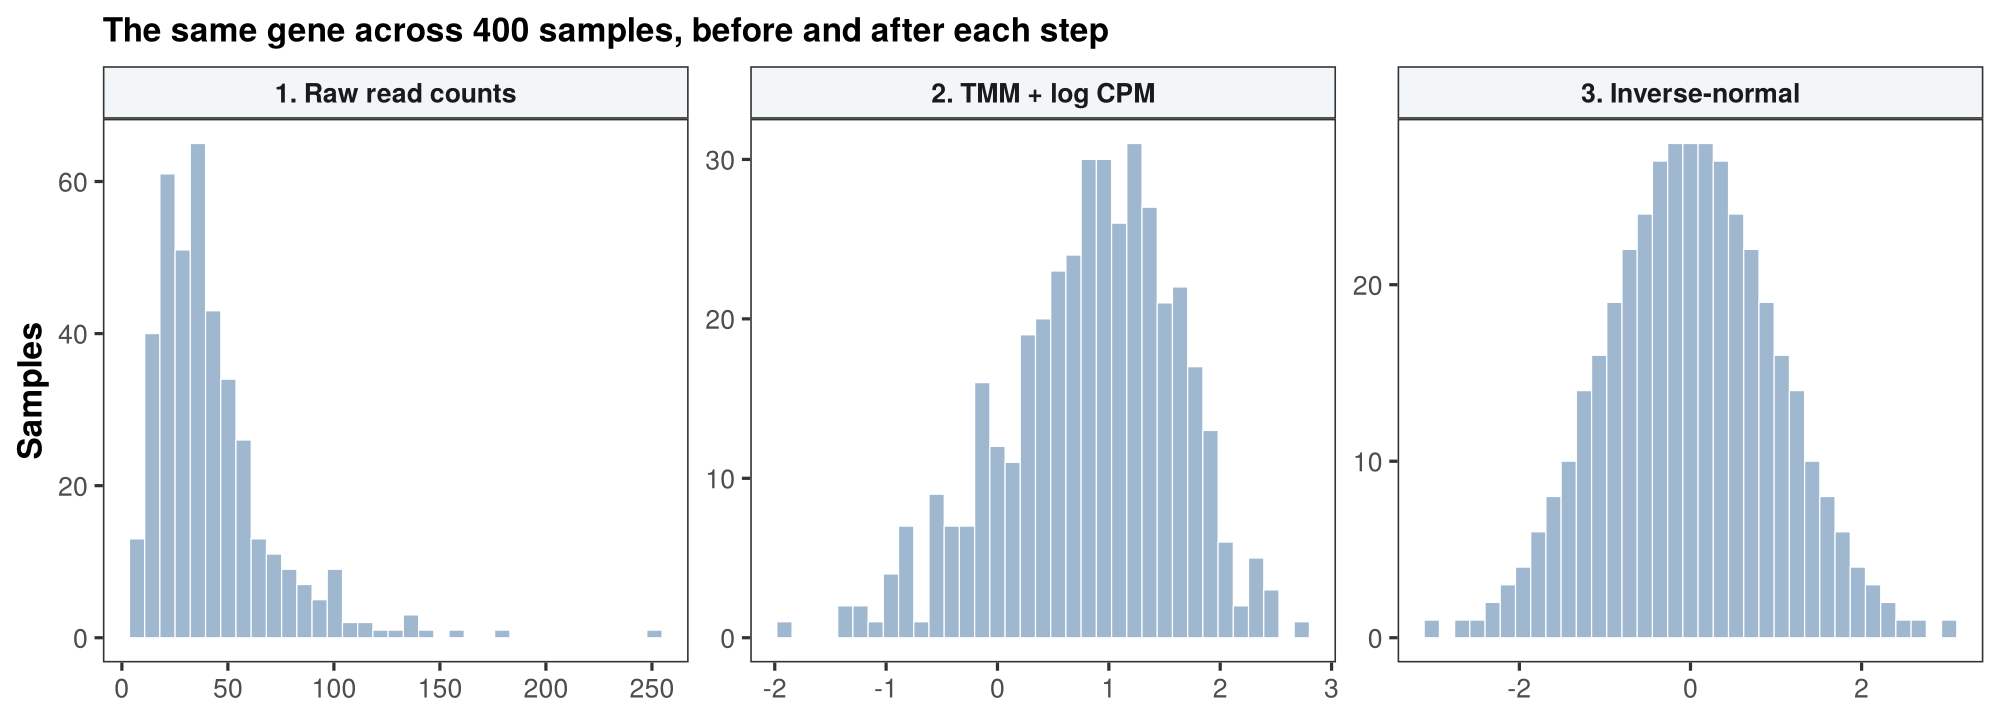 The same gene across 400 samples, before and after each step
1. Raw read counts
2. TMM + log CPM
3. Inverse-normal
Samples
60
40
20
0
0 50 100 150 200 250
30
20
10
0
-2 -1 0 1 2 3
20
10
0
-2 0 2